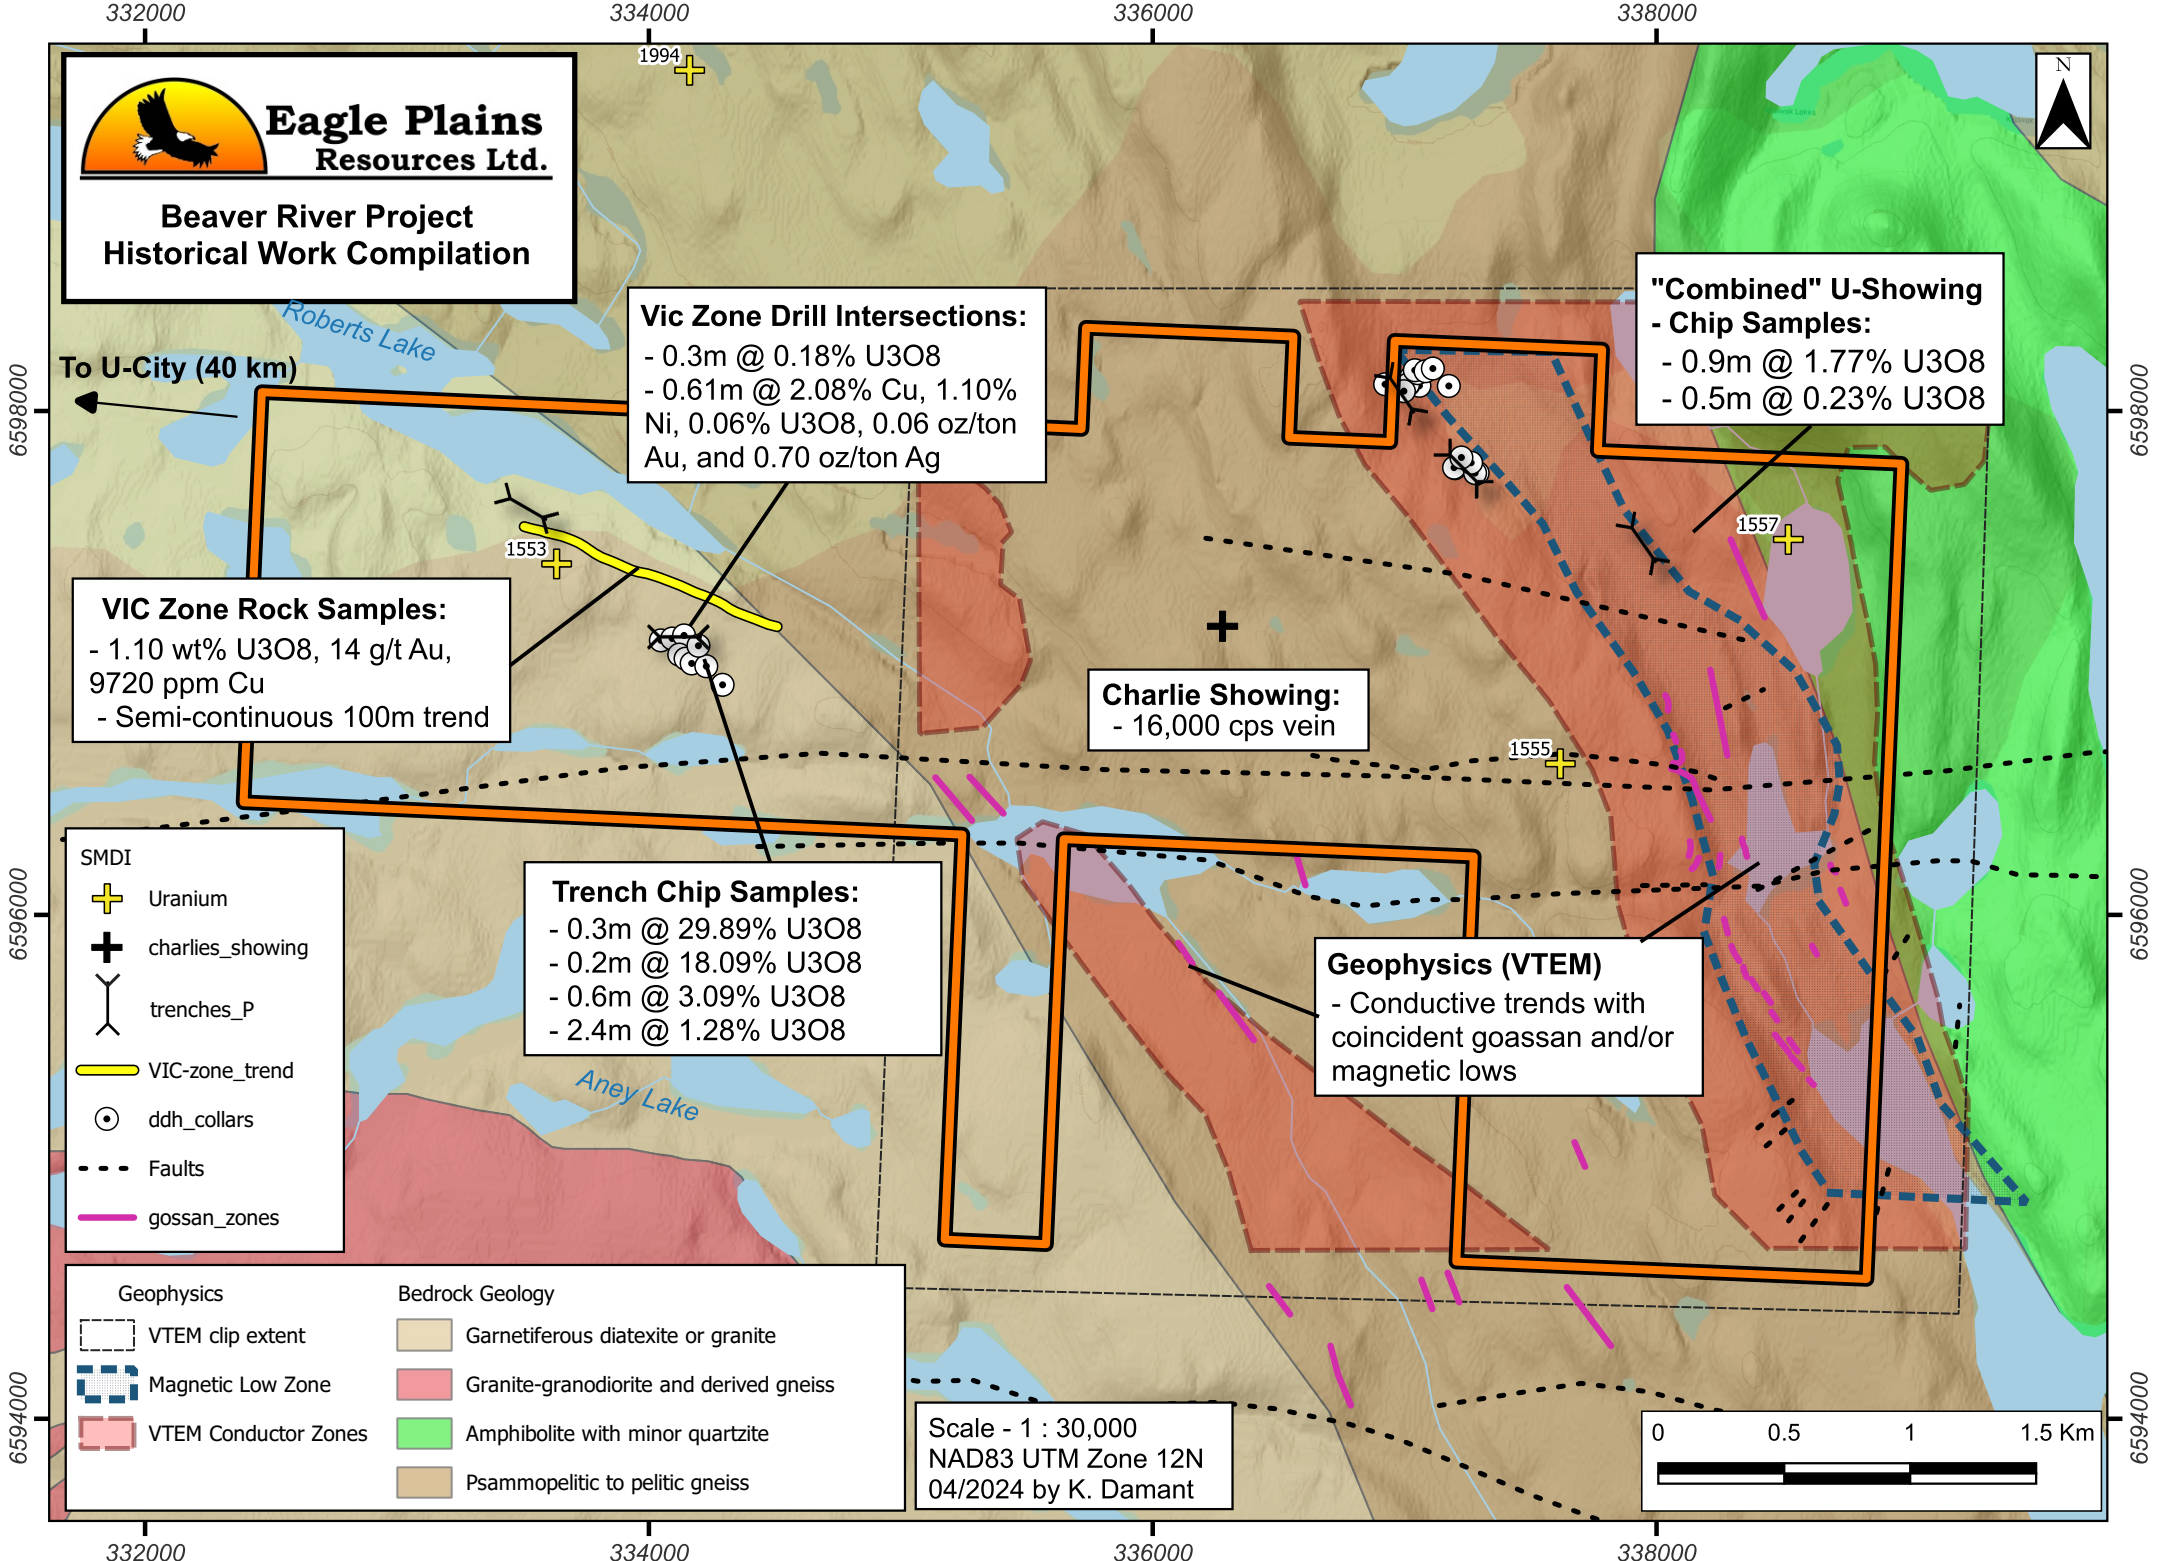 332000
334000
336000
338000
1994
N
Eagle Plains
Resources Ltd.
Beaver River Project
Historical Work Compilation
Roberts Lake
To U-City (40 km)
6598000
6598000
Vic Zone Drill Intersections:
- 0.3m @ 0.18% U3O8
- 0.61m @ 2.08% Cu, 1.10%
Ni, 0.06% U3O8, 0.06 oz/ton
Au, and 0.70 oz/ton Ag
"Combined" U-Showing
- Chip Samples:
- 0.9m @ 1.77% U3O8
- 0.5m @ 0.23% U3O8
1553
1557
VIC Zone Rock Samples:
- 1.10 wt% U3O8, 14 g/t Au,
9720 ppm Cu
- Semi-continuous 100m trend
Charlie Showing:
- 16,000 cps vein
1555
SMDI
Uranium
charlies_showing
trenches_P
VIC-zone_trend
ddh_collars
Faults
gossan_zones
Trench Chip Samples:
- 0.3m @ 29.89% U3O8
- 0.2m @ 18.09% U3O8
- 0.6m @ 3.09% U3O8
- 2.4m @ 1.28% U3O8
6596000
6596000
Geophysics (VTEM)
- Conductive trends with
coincident goassan and/or
magnetic lows
Aney Lake
Geophysics
VTEM clip extent
Magnetic Low Zone
VTEM Conductor Zones
Bedrock Geology
Garnetiferous diatexite or granite
Granite-granodiorite and derived gneiss
Amphibolite with minor quartzite
Psammopelitic to pelitic gneiss
6594000
6594000
Scale - 1 : 30,000
NAD83 UTM Zone 12N
04/2024 by K. Damant
0 0.5 1 1.5 Km
332000
334000
336000
338000